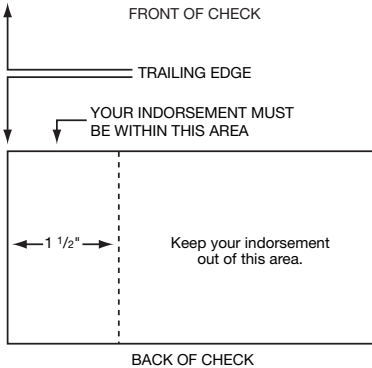 FRONT OF CHECK
TRAILING EDGE
YOUR INDORSEMENT MUST
BE WITHIN THIS AREA
1 1/2"
Keep your indorsement
out of this area.
BACK OF CHECK